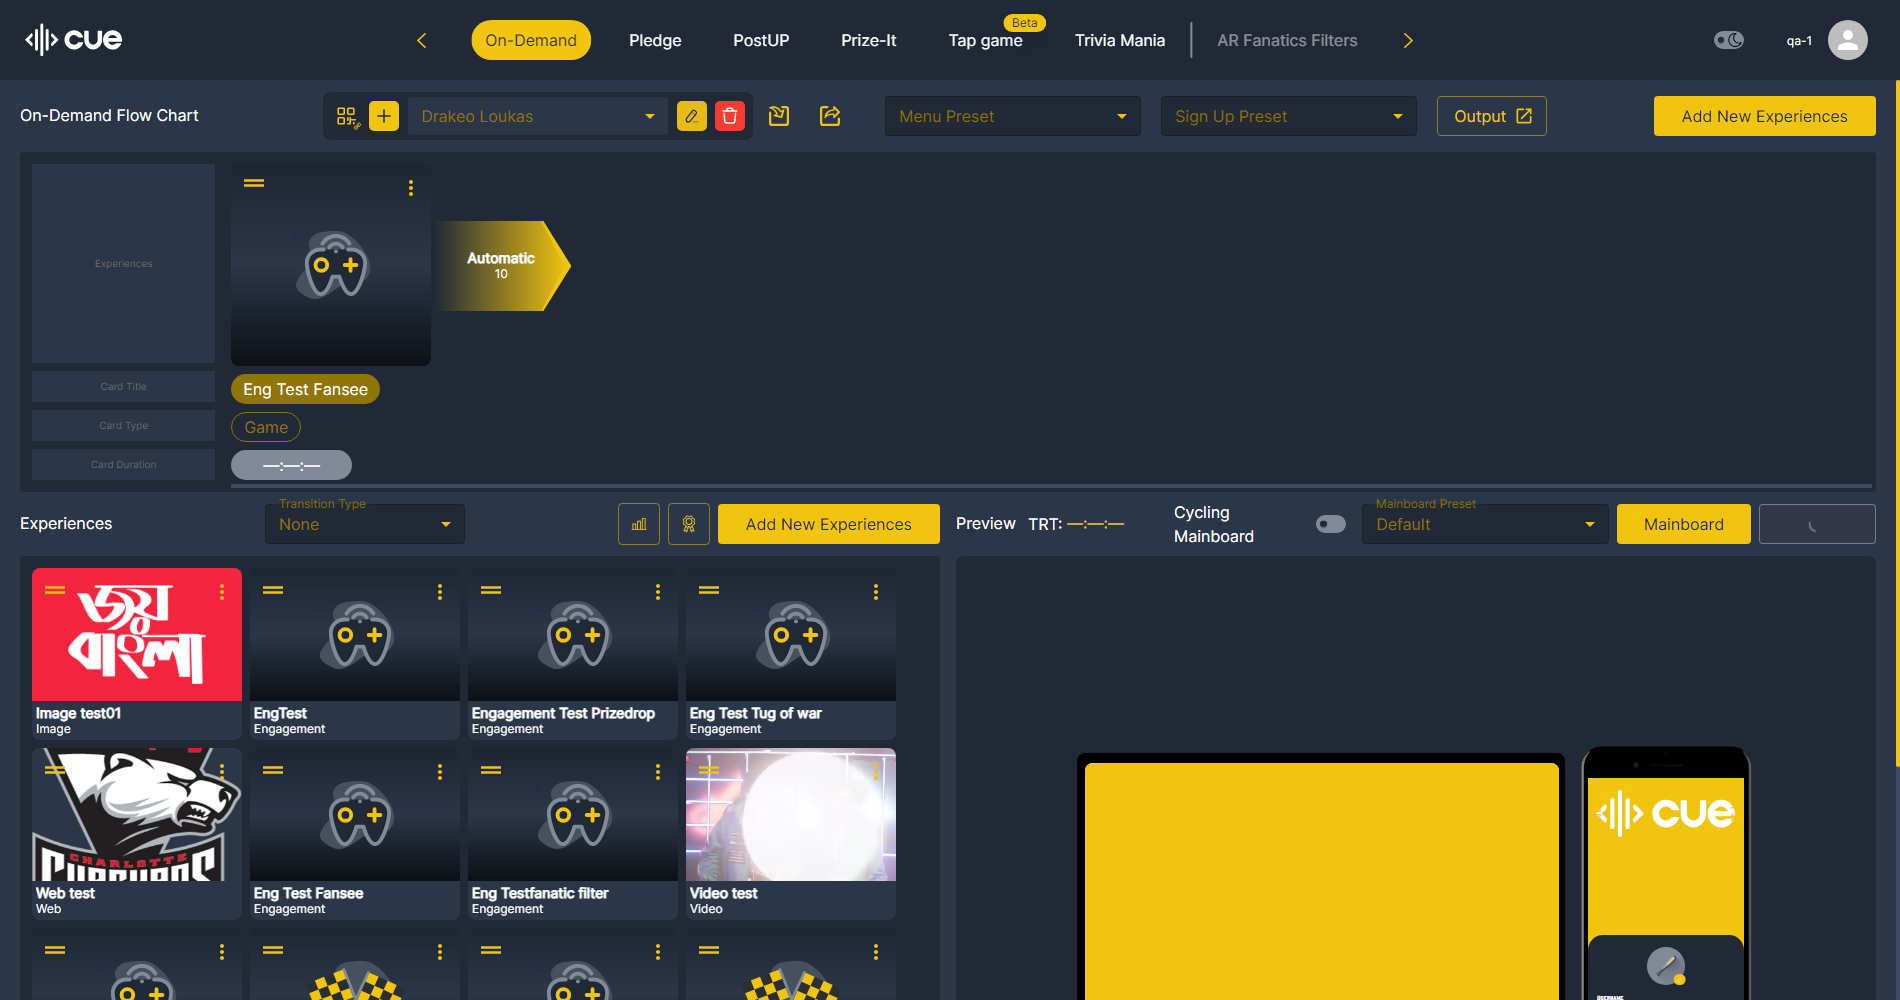 cue
On-Demand
Pledge
PostUP
Prize-It
Tap game
Beta
Trivia Mania
AR Fanatics Filters
qa-1
On-Demand Flow Chart
Drakeo Loukas
Menu Preset
Sign Up Preset
Output
Add New Experiences
Experiences
Automatic
10
Card Title
Eng Test Fansee
Card Type
Game
Card Duration
—:—:—
Experiences
Transition Type
None
Add New Experiences
Preview
TRT: —:—:—
Cycling
Mainboard
Mainboard Preset
Default
Mainboard
জয়
বাংলা
Image test01
Image
EngTest
Engagement
Engagement Test Prizedrop
Engagement
Eng Test Tug of war
Engagement
CHARLOTTE
Web test
Web
Eng Test Fansee
Engagement
Eng Testfanatic filter
Engagement
Video test
Video
cue
USERNAME